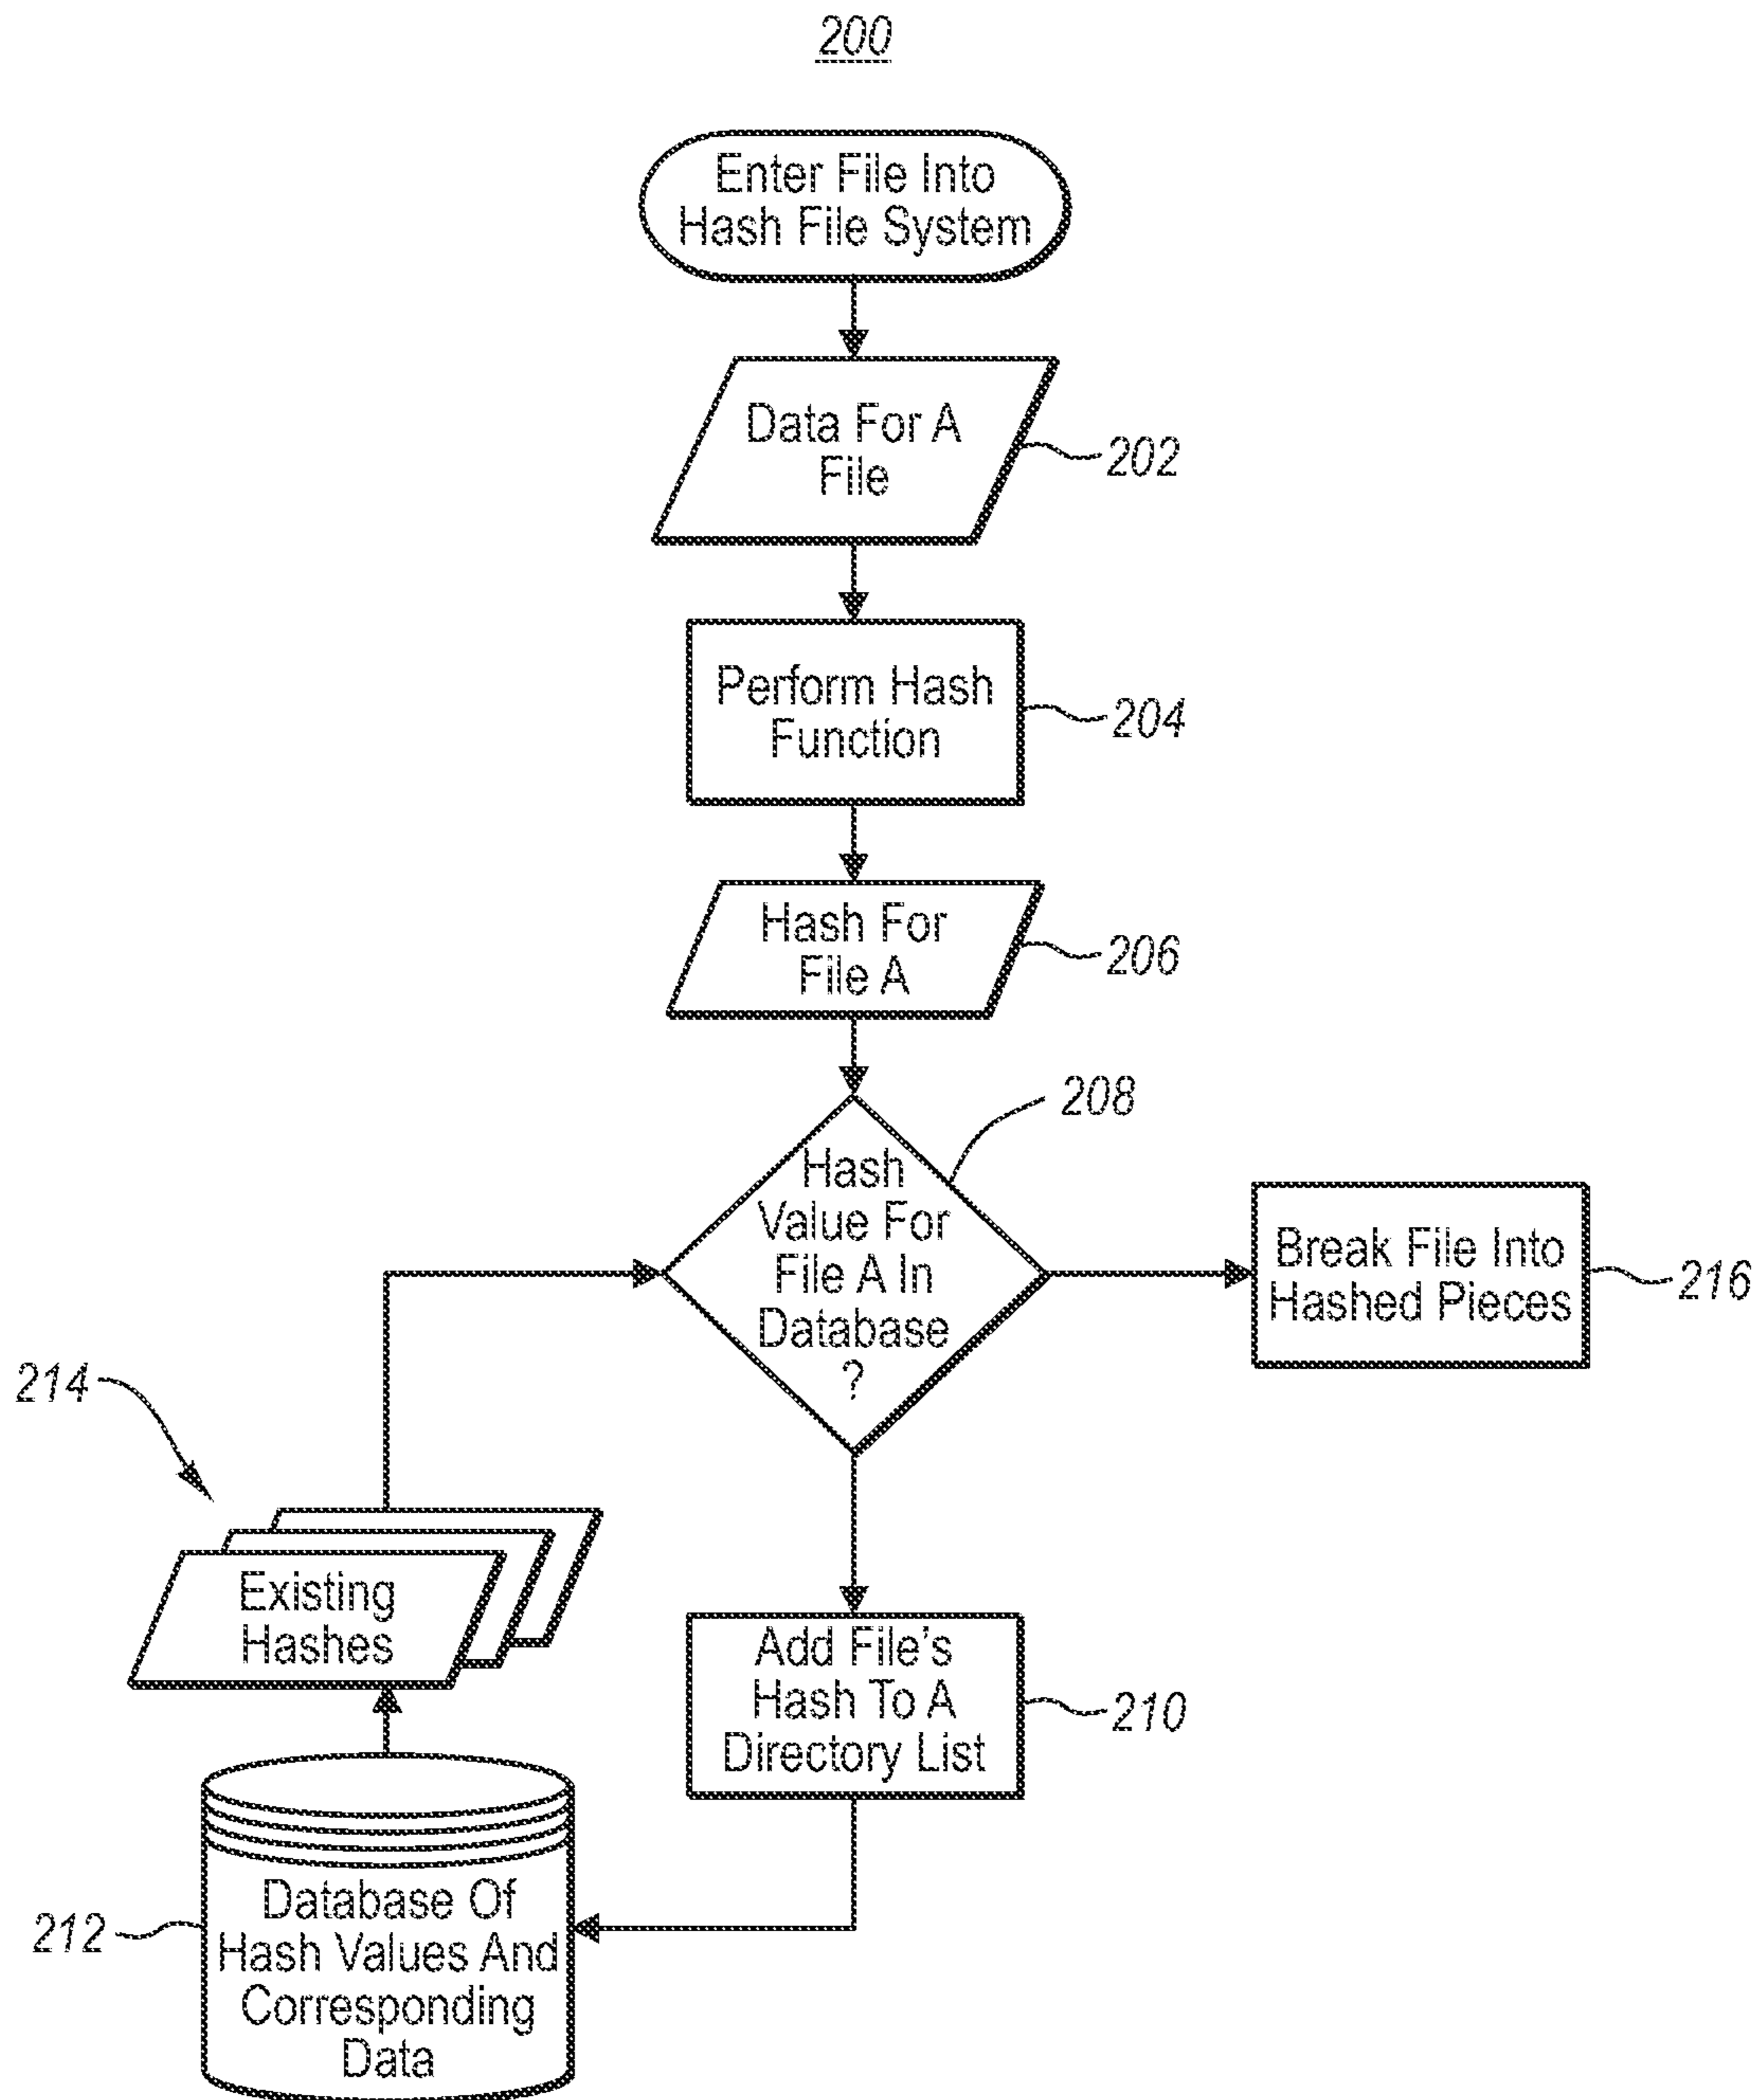 200
Enter File Into
Hash File System
Data For A
File
202
Perform Hash
Function
204
Hash For
File A
206
208
Hash
Value For
File A In
Database
?
Break File Into
Hashed Pieces
216
214
Existing
Hashes
Add File's
Hash To A
Directory List
210
212
Database Of
Hash Values And
Corresponding
Data